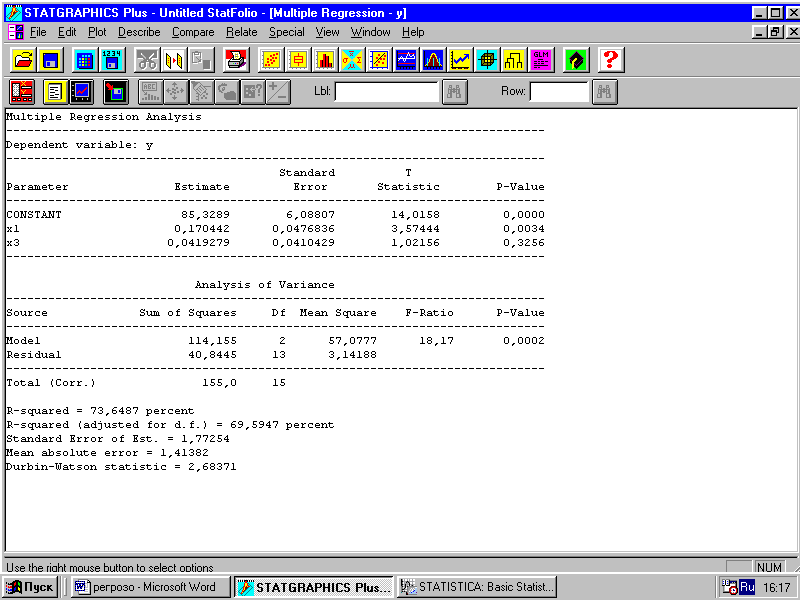 STATGRAPHICS Plus - Untitled StatFolio - [Multiple Regression - y]
File Edit Plot Describe Compare Relate Special View Window Help
1234
GLM
?
ABC
Lbl: Row:
Multiple Regression Analysis
Dependent variable: y
Standard T
Parameter Estimate Error Statistic P-Value
CONSTANT 85,3289 6,08807 14,0158 0,0000
x1 0,170442 0,0476836 3,57444 0,0034
x3 0,0419279 0,0410429 1,02156 0,3256
Analysis of Variance
Source Sum of Squares Df Mean Square F-Ratio P-Value
Model 114,155 2 57,0777 18,17 0,0002
Residual 40,8445 13 3,14188
Total (Corr.) 155,0 15
R-squared = 73,6487 percent
R-squared (adjusted for d.f.) = 69,5947 percent
Standard Error of Est. = 1,77254
Mean absolute error = 1,41382
Durbin-Watson statistic = 2,68371
Use the right mouse button to select options NUM
Пуск регрозо - Microsoft Word STATGRAPHICS Plus... STATISTICA: Basic Statist... Ru 16:17